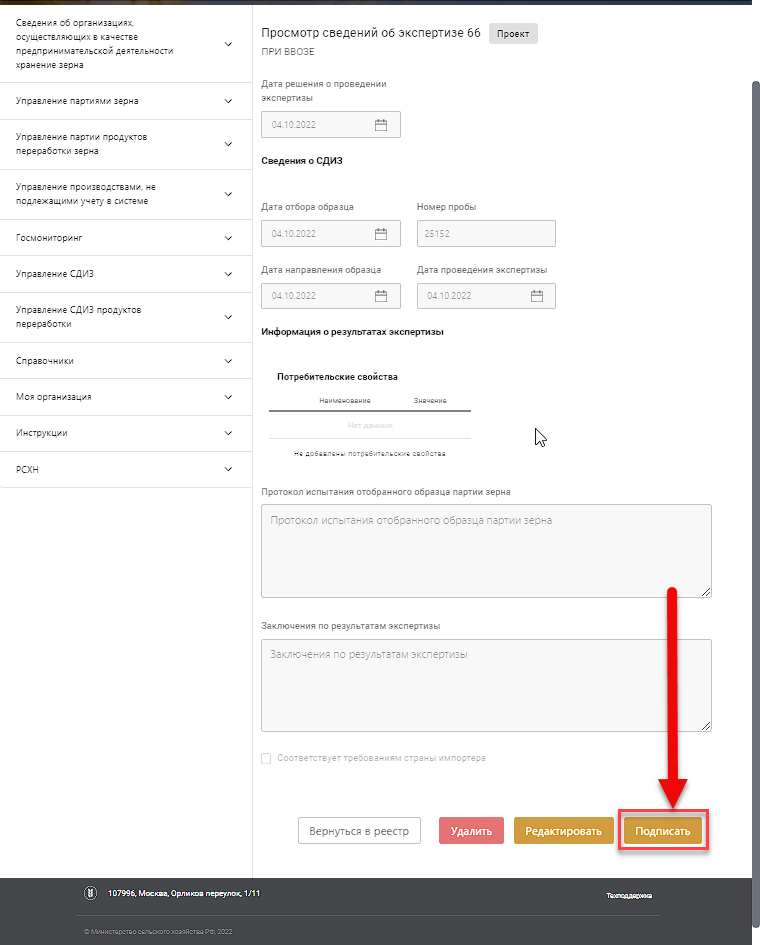 Сведения об организациях,
осуществляющих в качестве
предпринимательской деятельности
хранение зерна
Управление партиями зерна
Управление партии продуктов
переработки зерна
Управление производствами, не
подлежащими учету в системе
Госмониторинг
Управление СДИЗ
Управление СДИЗ продуктов
переработки
Справочники
Моя организация
Инструкции
РСХН
Просмотр сведений об экспертизе 66 Проект
ПРИ ВВОЗЕ
Дата решения о проведении
экспертизы
04.10.2022
Сведения о СДИЗ
Дата отбора образца Номер пробы
04.10.2022 25152
Дата направления образца Дата проведения экспертизы
04.10.2022 04.10.2022
Информация о результатах экспертизы
Потребительские свойства
Наименование Значение
Нет данных
Не добавлены потребительские свойства
Протокол испытания отобранного образца партии зерна
Протокол испытания отобранного образца партии зерна
Заключения по результатам экспертизы
Заключения по результатам экспертизы
Соответствует требованиям страны импортера
Вернуться в реестр Удалить Редактировать Подписать
107996, Москва, Орликов переулок, 1/11 Техподдержка
© Министерство сельского хозяйства РФ, 2022